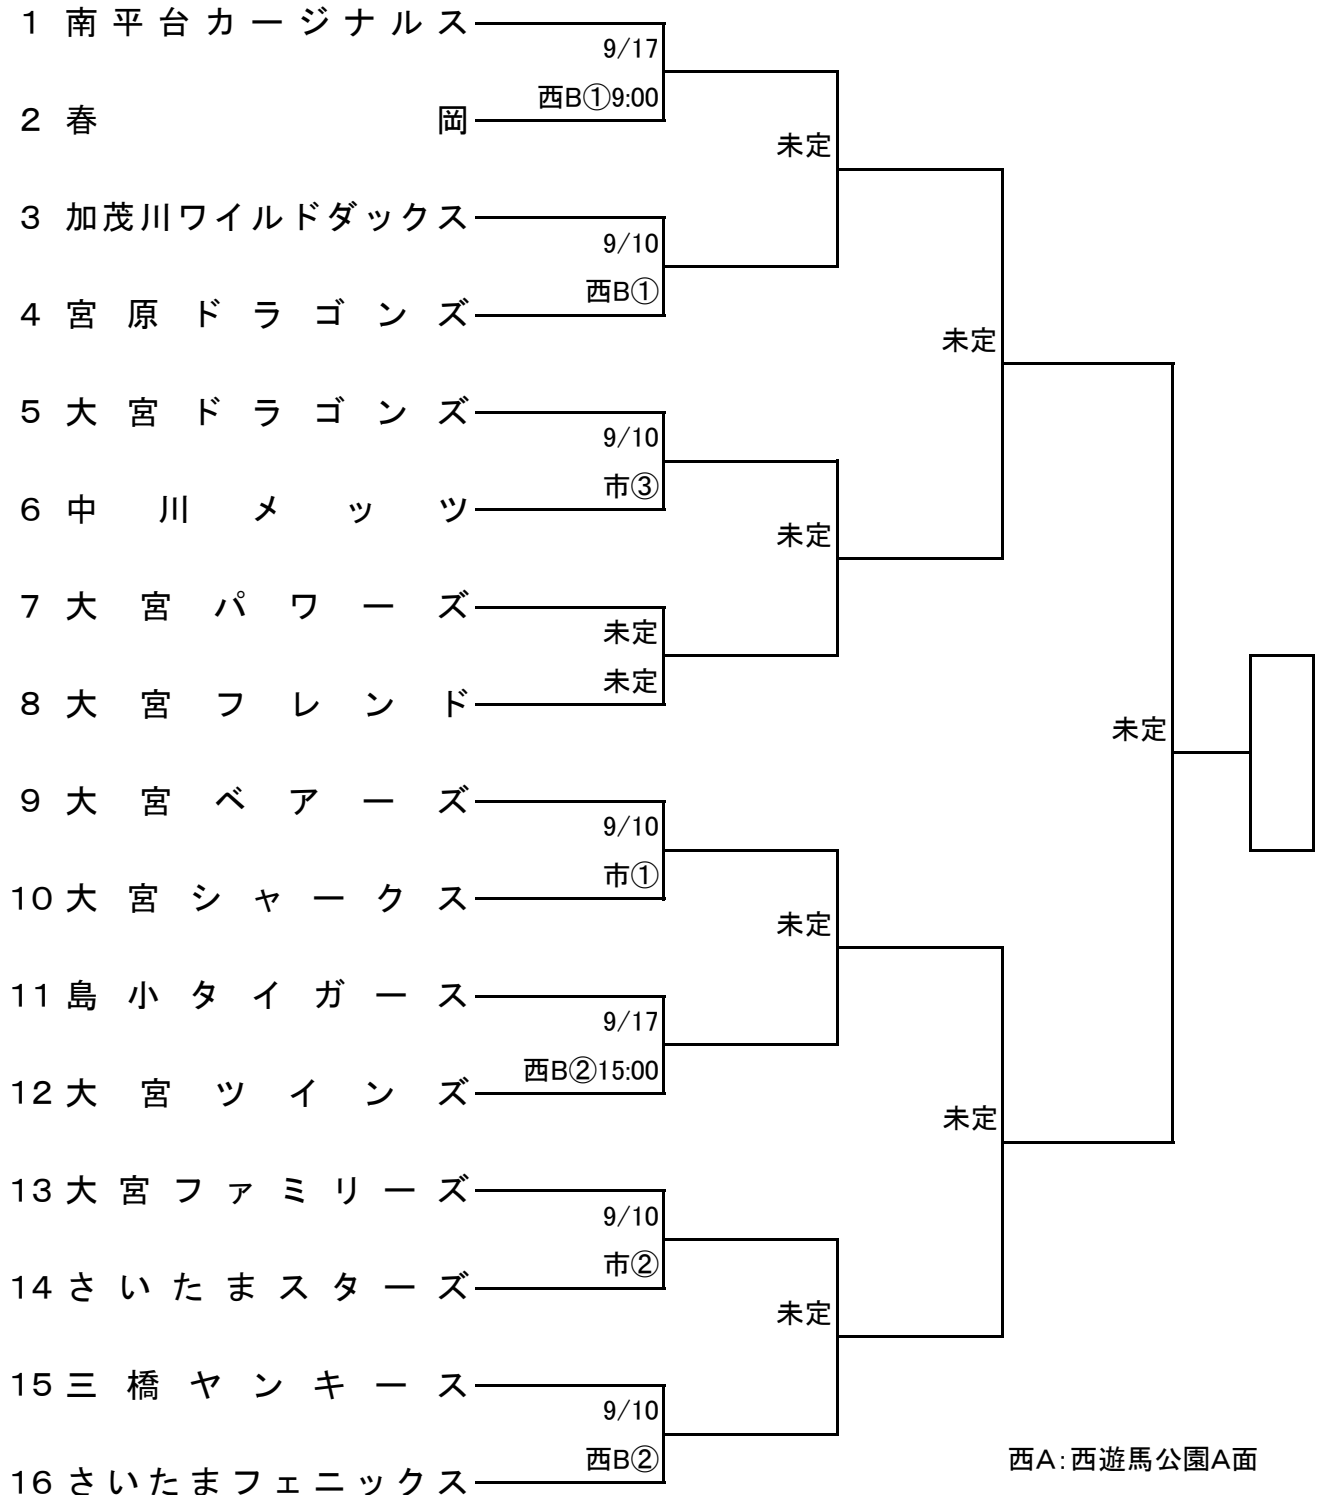 1 南平台カージナルス
9/17
西B①9:00
2 春岡
未定
3 加茂川ワイルドダックス
9/10
西B①
4 宮原ドラゴンズ
未定
5 大宮ドラゴンズ
9/10
市③
6 中川メッツ
未定
7 大宮パワーズ
未定
未定
8 大宮フレンド
未定
9 大宮ベアーズ
9/10
市①
10 大宮シャークス
未定
11 島小タイガース
9/17
西B②15:00
12 大宮ツインズ
未定
13 大宮ファミリーズ
9/10
市②
14 さいたまスターズ
未定
15 三橋ヤンキース
9/10
西B②
16 さいたまフェニックス
西A:西遊馬公園A面